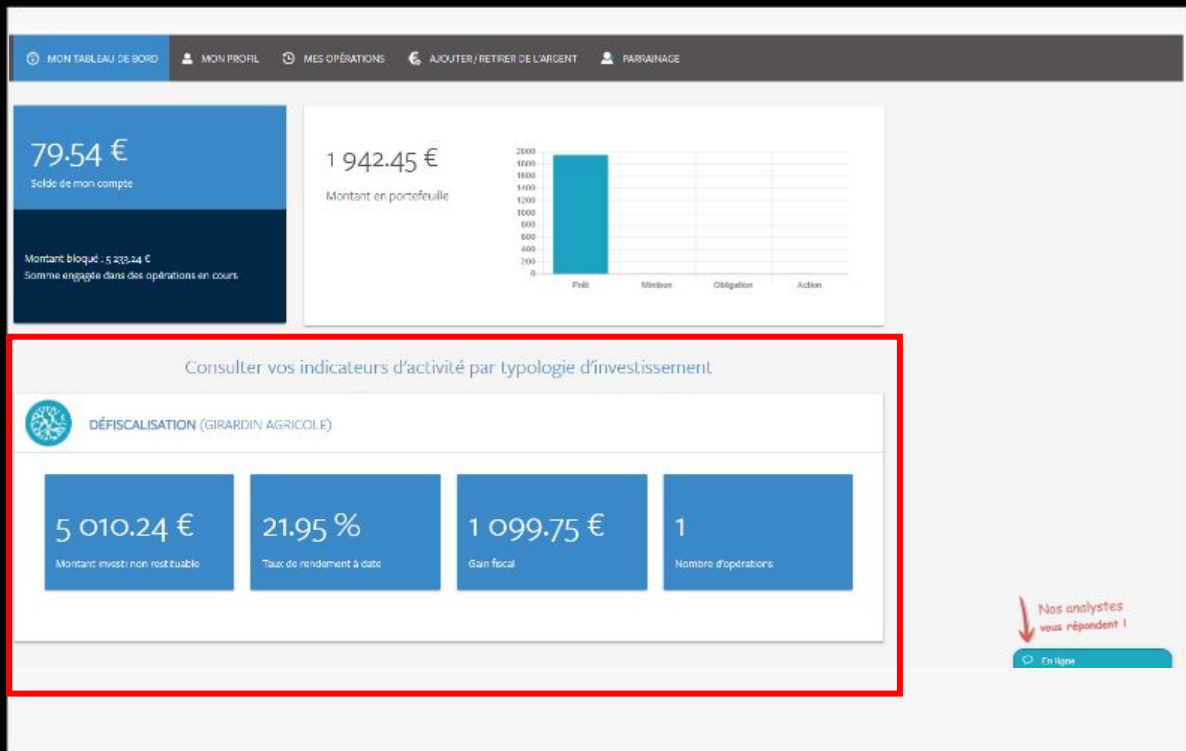 MON TABLEAU DE BORD MON PROFIL MES OPÉRATIONS AJOUTER/RETIRER DE L'ARGENT PARRAINAGE
79.54 €
Solde de mon compte
Montant bloqué : 5 233.24 €
Somme engagée dans des opérations en cours
1 942.45 €
Montant en portefeuille
2000
1800
1600
1400
1200
1000
800
600
400
200
0
Prêt Minibon Obligation Action
Consulter vos indicateurs d'activité par typologie d'investissement
DÉFISCALISATION (GIRARDIN AGRICOLE)
5 010.24 € 21.95 % 1 099.75 € 1
Montant investi non restituable Taux de rendement à date Gain fiscal Nombre d'opérations
Nos analystes
vous répondent !
En ligne